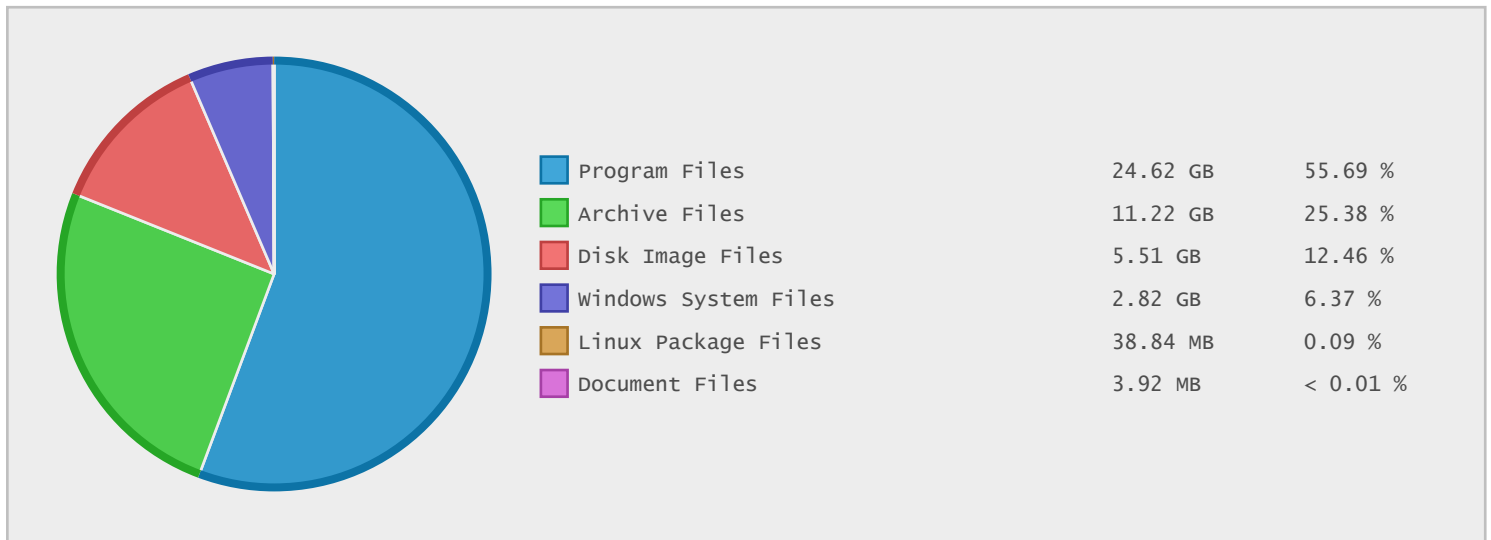 Program Files 24.62 GB 55.69 %
Archive Files 11.22 GB 25.38 %
Disk Image Files 5.51 GB 12.46 %
Windows System Files 2.82 GB 6.37 %
Linux Package Files 38.84 MB 0.09 %
Document Files 3.92 MB < 0.01 %